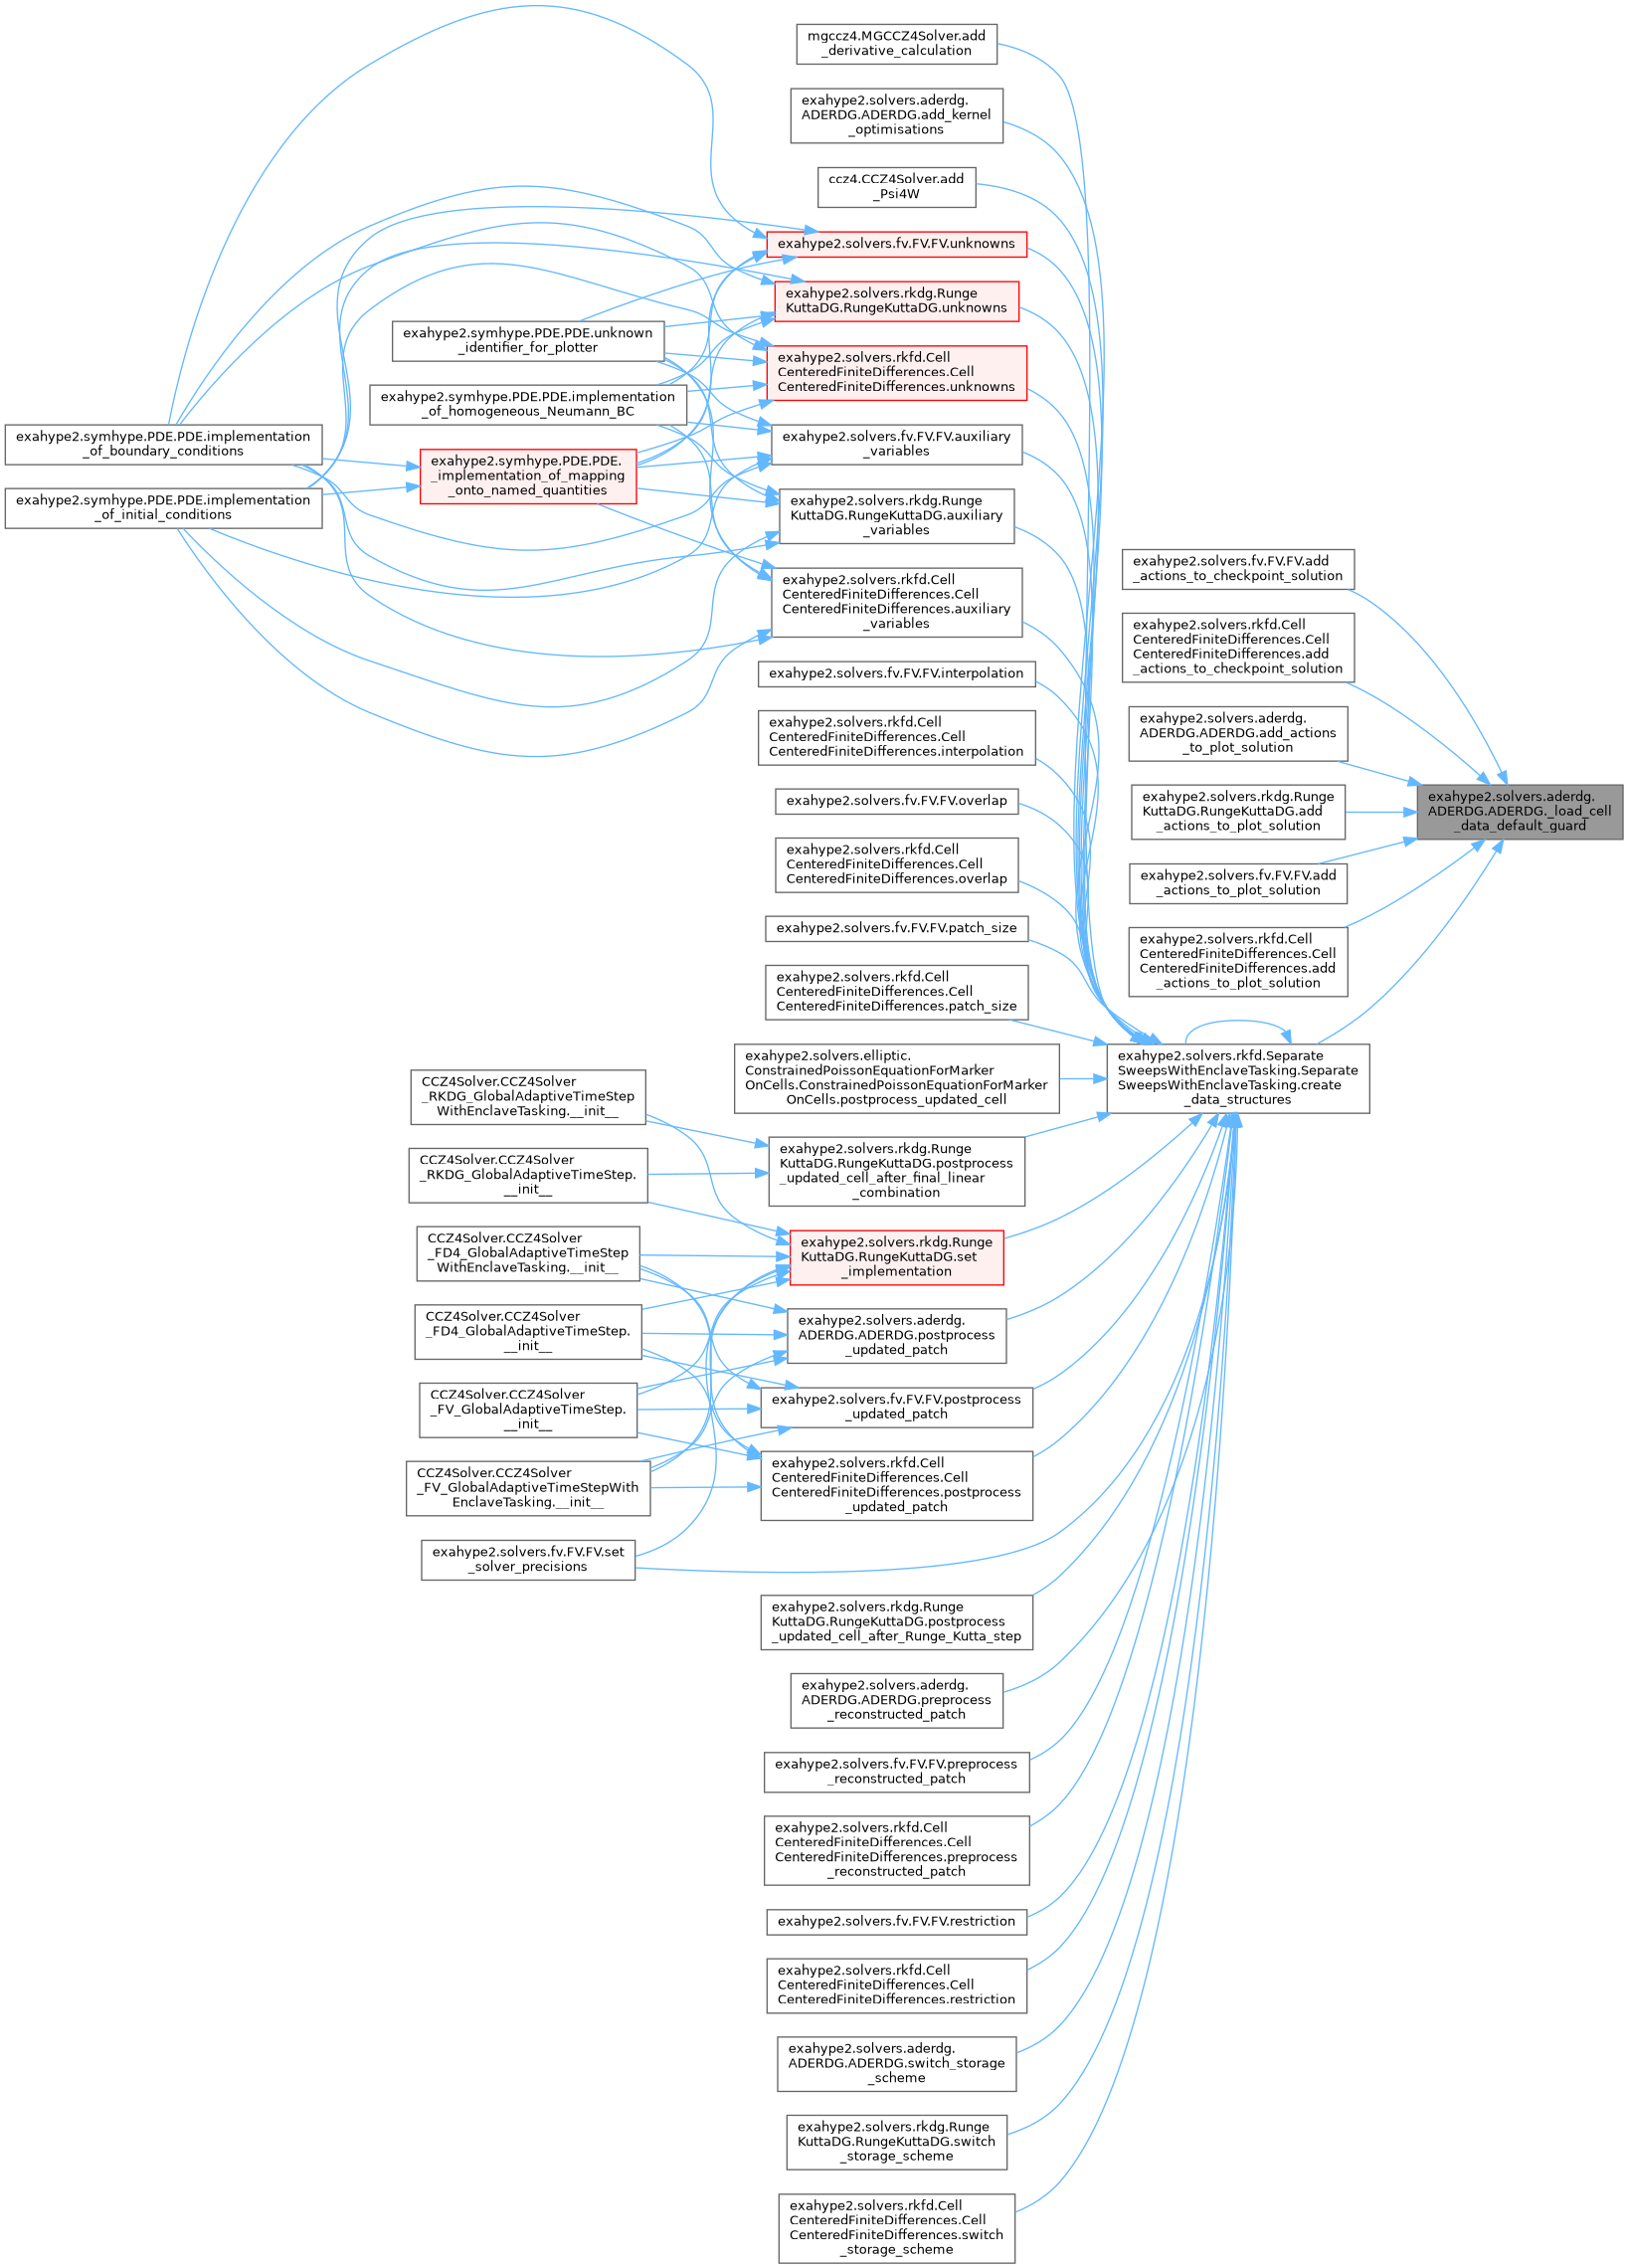 mgccz4.MGCCZ4Solver.add
_derivative_calculation
exahype2.solvers.aderdg.
ADERDG.ADERDG.add_kernel
_optimisations
ccz4.CCZ4Solver.add
_Psi4W
exahype2.solvers.fv.FV.FV.unknowns
exahype2.solvers.rkdg.Runge
KuttaDG.RungeKuttaDG.unknowns
exahype2.symhype.PDE.PDE.unknown
_identifier_for_plotter
exahype2.solvers.rkfd.Cell
CenteredFiniteDifferences.Cell
CenteredFiniteDifferences.unknowns
exahype2.symhype.PDE.PDE.implementation
_of_homogeneous_Neumann_BC
exahype2.symhype.PDE.PDE.implementation
_of_boundary_conditions
exahype2.solvers.fv.FV.FV.auxiliary
_variables
exahype2.symhype.PDE.PDE.
_implementation_of_mapping
_onto_named_quantities
exahype2.symhype.PDE.PDE.implementation
_of_initial_conditions
exahype2.solvers.rkdg.Runge
KuttaDG.RungeKuttaDG.auxiliary
_variables
exahype2.solvers.rkfd.Cell
CenteredFiniteDifferences.Cell
CenteredFiniteDifferences.auxiliary
_variables
exahype2.solvers.fv.FV.FV.add
_actions_to_checkpoint_solution
exahype2.solvers.rkfd.Cell
CenteredFiniteDifferences.Cell
CenteredFiniteDifferences.add
_actions_to_checkpoint_solution
exahype2.solvers.fv.FV.FV.interpolation
exahype2.solvers.rkfd.Cell
CenteredFiniteDifferences.Cell
CenteredFiniteDifferences.interpolation
exahype2.solvers.aderdg.
ADERDG.ADERDG.add_actions
_to_plot_solution
exahype2.solvers.fv.FV.FV.overlap
exahype2.solvers.rkdg.Runge
KuttaDG.RungeKuttaDG.add
_actions_to_plot_solution
exahype2.solvers.aderdg.
ADERDG.ADERDG._load_cell
_data_default_guard
exahype2.solvers.rkfd.Cell
CenteredFiniteDifferences.Cell
CenteredFiniteDifferences.overlap
exahype2.solvers.fv.FV.FV.add
_actions_to_plot_solution
exahype2.solvers.fv.FV.FV.patch_size
exahype2.solvers.rkfd.Cell
CenteredFiniteDifferences.Cell
CenteredFiniteDifferences.add
_actions_to_plot_solution
exahype2.solvers.rkfd.Cell
CenteredFiniteDifferences.Cell
CenteredFiniteDifferences.patch_size
exahype2.solvers.elliptic.
ConstrainedPoissonEquationForMarker
OnCells.ConstrainedPoissonEquationForMarker
OnCells.postprocess_updated_cell
exahype2.solvers.rkfd.Separate
SweepsWithEnclaveTasking.Separate
SweepsWithEnclaveTasking.create
_data_structures
CCZ4Solver.CCZ4Solver
_RKDG_GlobalAdaptiveTimeStep
WithEnclaveTasking.__init__
exahype2.solvers.rkdg.Runge
KuttaDG.RungeKuttaDG.postprocess
_updated_cell_after_final_linear
_combination
CCZ4Solver.CCZ4Solver
_RKDG_GlobalAdaptiveTimeStep.
__init__
CCZ4Solver.CCZ4Solver
_FD4_GlobalAdaptiveTimeStep
WithEnclaveTasking.__init__
exahype2.solvers.rkdg.Runge
KuttaDG.RungeKuttaDG.set
_implementation
CCZ4Solver.CCZ4Solver
_FD4_GlobalAdaptiveTimeStep.
__init__
exahype2.solvers.aderdg.
ADERDG.ADERDG.postprocess
_updated_patch
CCZ4Solver.CCZ4Solver
_FV_GlobalAdaptiveTimeStep.
__init__
exahype2.solvers.fv.FV.FV.postprocess
_updated_patch
CCZ4Solver.CCZ4Solver
_FV_GlobalAdaptiveTimeStepWith
EnclaveTasking.__init__
exahype2.solvers.rkfd.Cell
CenteredFiniteDifferences.Cell
CenteredFiniteDifferences.postprocess
_updated_patch
exahype2.solvers.fv.FV.FV.set
_solver_precisions
exahype2.solvers.rkdg.Runge
KuttaDG.RungeKuttaDG.postprocess
_updated_cell_after_Runge_Kutta_step
exahype2.solvers.aderdg.
ADERDG.ADERDG.preprocess
_reconstructed_patch
exahype2.solvers.fv.FV.FV.preprocess
_reconstructed_patch
exahype2.solvers.rkfd.Cell
CenteredFiniteDifferences.Cell
CenteredFiniteDifferences.preprocess
_reconstructed_patch
exahype2.solvers.fv.FV.FV.restriction
exahype2.solvers.rkfd.Cell
CenteredFiniteDifferences.Cell
CenteredFiniteDifferences.restriction
exahype2.solvers.aderdg.
ADERDG.ADERDG.switch_storage
_scheme
exahype2.solvers.rkdg.Runge
KuttaDG.RungeKuttaDG.switch
_storage_scheme
exahype2.solvers.rkfd.Cell
CenteredFiniteDifferences.Cell
CenteredFiniteDifferences.switch
_storage_scheme